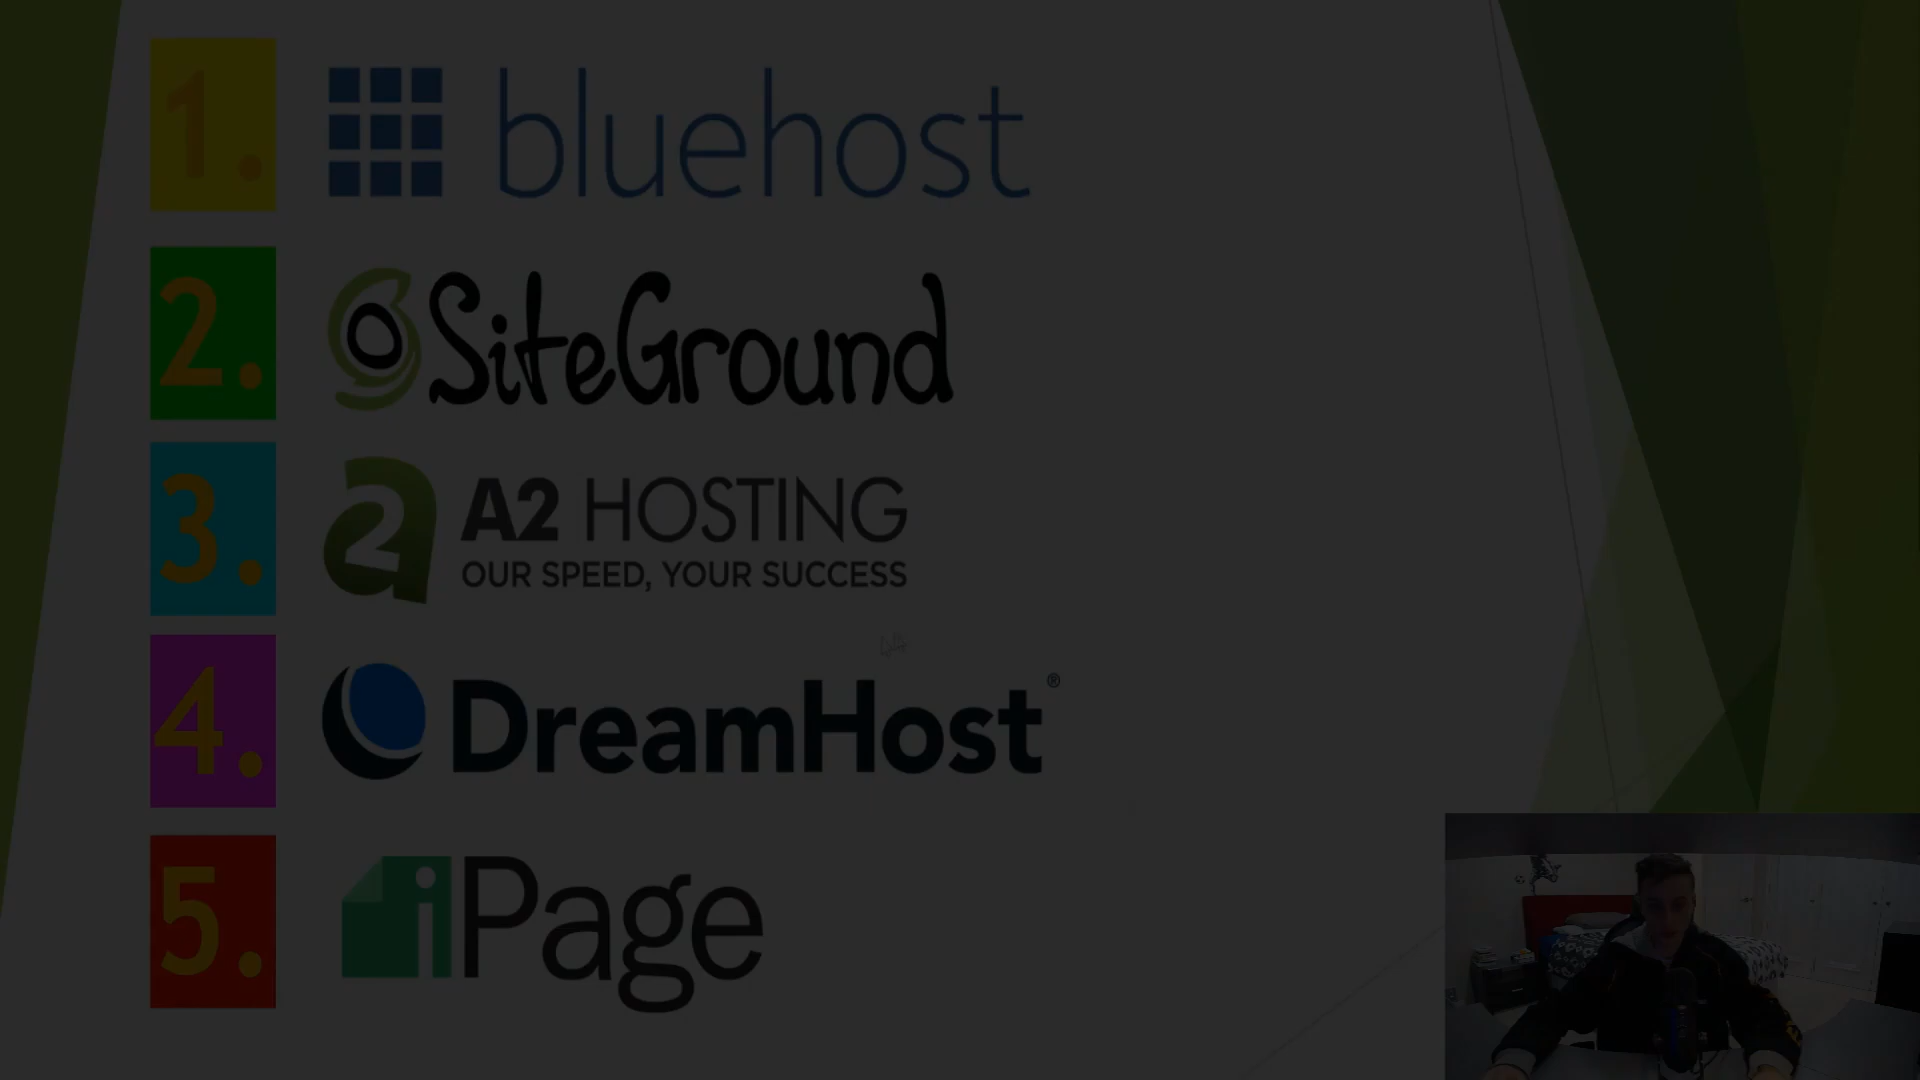 1. bluehost
2. SiteGround
3. A2 HOSTING
OUR SPEED, YOUR SUCCESS
4. DreamHost®
5. iPage